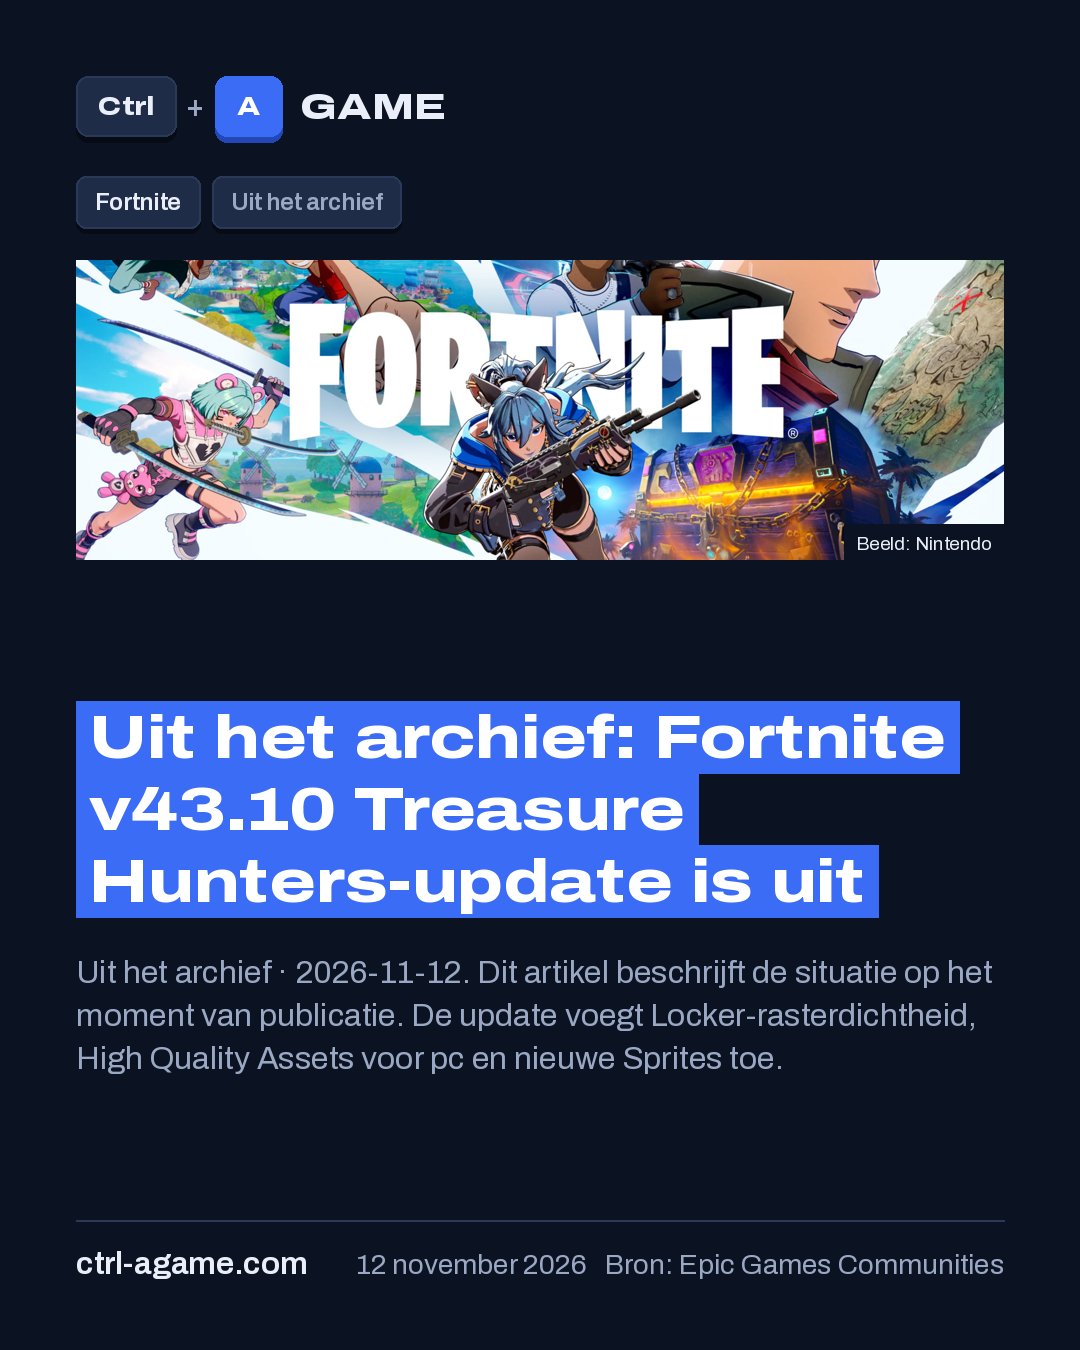 Ctrl + A GAME
Fortnite Uit het archief
FORTNITE ®
Beeld: Nintendo
Uit het archief: Fortnite
v43.10 Treasure
Hunters-update is uit
Uit het archief · 2026-11-12. Dit artikel beschrijft de situatie op het
moment van publicatie. De update voegt Locker-rasterdichtheid,
High Quality Assets voor pc en nieuwe Sprites toe.
ctrl-agame.com 12 november 2026 Bron: Epic Games Communities